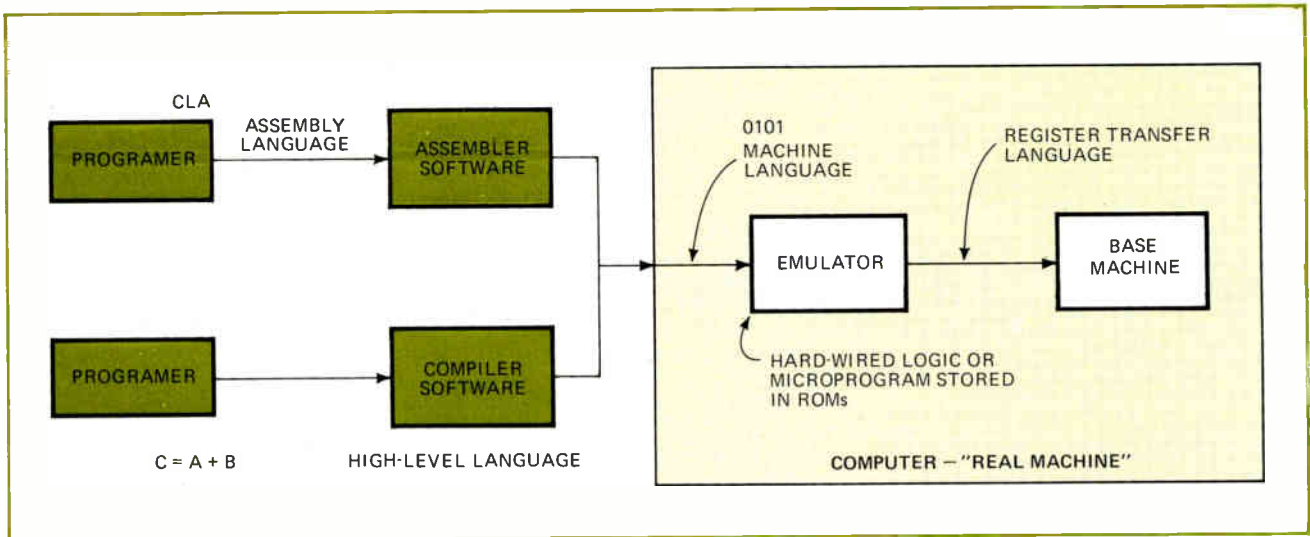 CLA
PROGRAMER
ASSEMBLY
LANGUAGE
ASSEMBLER
SOFTWARE
PROGRAMER
C = A + B
COMPILER
SOFTWARE
HIGH-LEVEL LANGUAGE
0101
MACHINE
LANGUAGE
REGISTER TRANSFER
LANGUAGE
EMULATOR
BASE
MACHINE
HARD-WIRED LOGIC OR
MICROPROGRAM STORED
IN ROMs
COMPUTER – "REAL MACHINE"